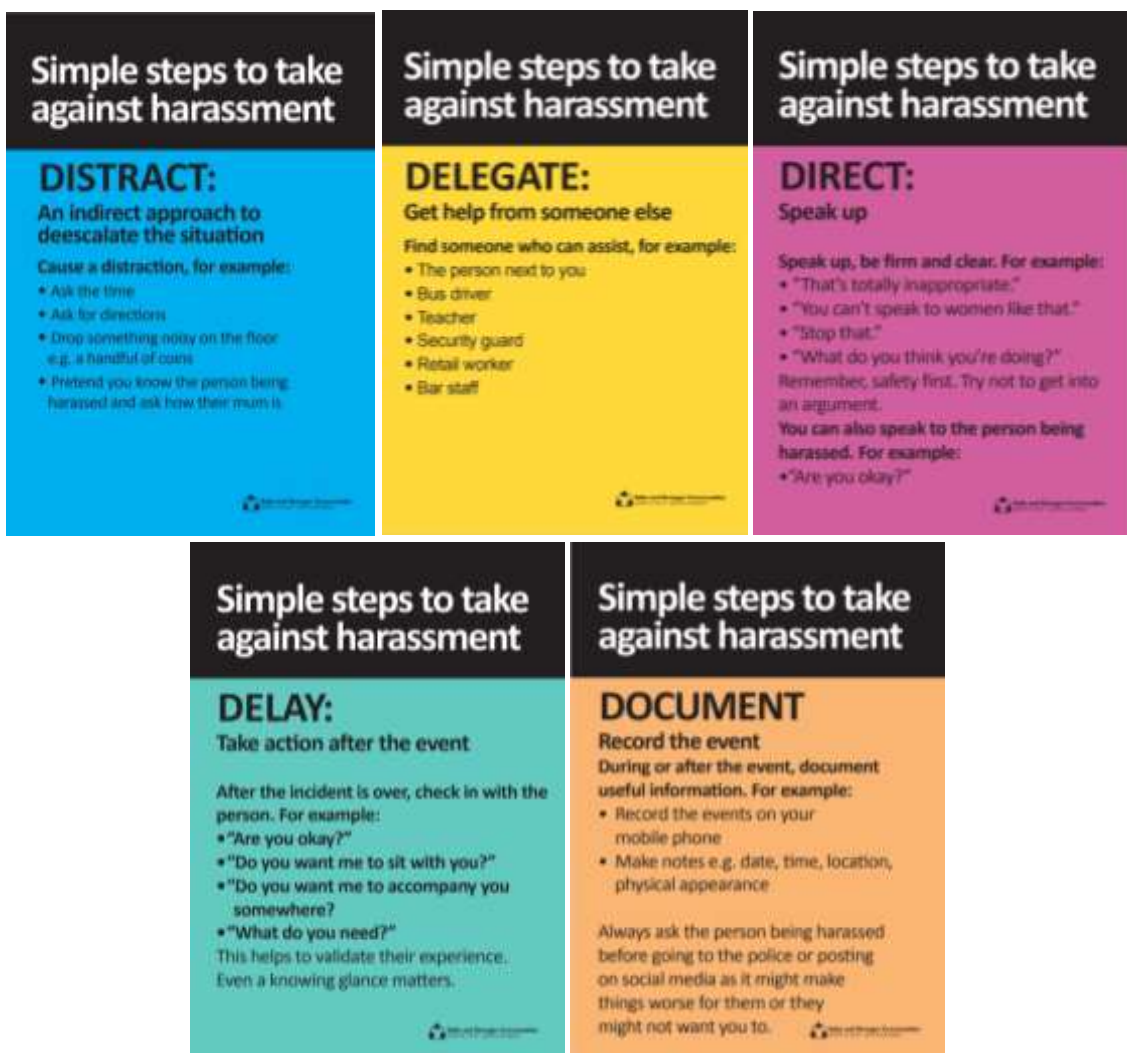 Simple steps to take
against harassment
DISTRACT:
An indirect approach to
deescalate the situation
Cause a distraction, for example:
• Ask the time
• Ask for directions
• Drop something noisy on the floor
e.g. a handful of coins
• Pretend you know the person being
harassed and ask how their mum is
Simple steps to take
against harassment
DELEGATE:
Get help from someone else
Find someone who can assist, for example:
• The person next to you
• Bus driver
• Teacher
• Security guard
• Retail worker
• Bar staff
Simple steps to take
against harassment
DIRECT:
Speak up
Speak up, be firm and clear. For example:
• "That's totally inappropriate."
• "You can't speak to women like that."
• "Stop that."
• "What do you think you're doing?"
Remember, safety first. Try not to get into
an argument.
You can also speak to the person being
harassed. For example:
•"Are you okay?"
Simple steps to take
against harassment
DELAY:
Take action after the event
After the incident is over, check in with the
person. For example:
•"Are you okay?"
•"Do you want me to sit with you?"
•"Do you want me to accompany you
somewhere?
•"What do you need?"
This helps to validate their experience.
Even a knowing glance matters.
Simple steps to take
against harassment
DOCUMENT
Record the event
During or after the event, document
useful information. For example:
• Record the events on your
mobile phone
• Make notes e.g. date, time, location,
physical appearance
Always ask the person being harassed
before going to the police or posting
on social media as it might make
things worse for them or they
might not want you to.